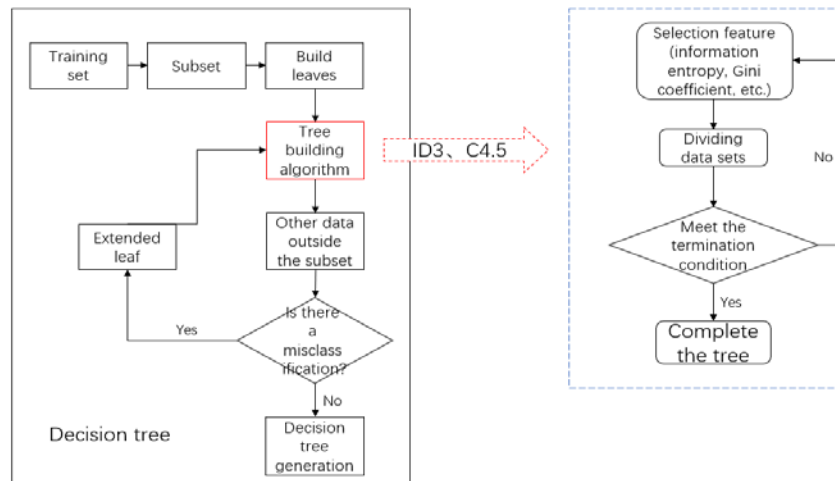 Training
set
Subset
Build
leaves
Tree
building
algorithm
Other data
outside
the subset
Extended
leaf
Is there
a
misclass
ification?
Yes
No
Decision
tree
generation
Decision tree
ID3、C4.5
Selection feature
(information
entropy, Gini
coefficient, etc.)
Dividing
data sets
No
Meet the
termination
condition
Yes
Complete
the tree